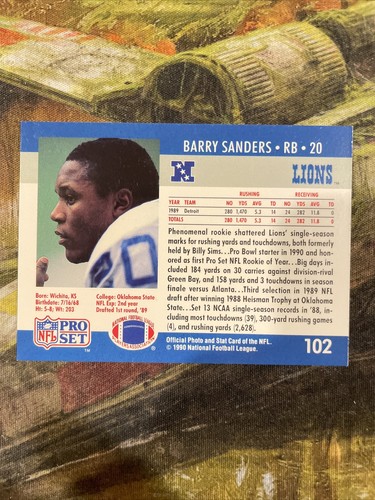 BARRY SANDERS • RB • 20
N
LIONS™
RUSHING RECEIVING
YEAR TEAM NO YDS AVG TD NO YDS AVG TD
1989 Detroit 280 1,470 5.3 14 24 282 11.8 0
TOTALS 280 1,470 5.3 14 24 282 11.8 0
Phenomenal rookie shattered Lions' single-season
marks for rushing yards and touchdowns, both formerly
held by Billy Sims...Pro Bowl starter in 1990 and honor-
ed as first Pro Set NFL Rookie of Year...Big days
included 184 yards on 30 carries against division-rival
Green Bay, and 158 yards and 3 touchdowns in season
finale versus Atlanta...Third selection in 1989 NFL
draft after winning 1988 Heisman Trophy at Oklahoma
State...Set 13 NCAA single-season records in '88, in-
cluding most touchdowns (39), 300-yard rushing games
(4), and rushing yards (2,628).
20
Born: Wichita, KS
Birthdate: 7/16/68
Ht: 5-8; Wt: 203
College: Oklahoma State
NFL Exp: 2nd year
Drafted 1st round, '89
NFL PRO SET ™
Official Photo and Stat Card of the NFL.
© 1990 National Football League.
102